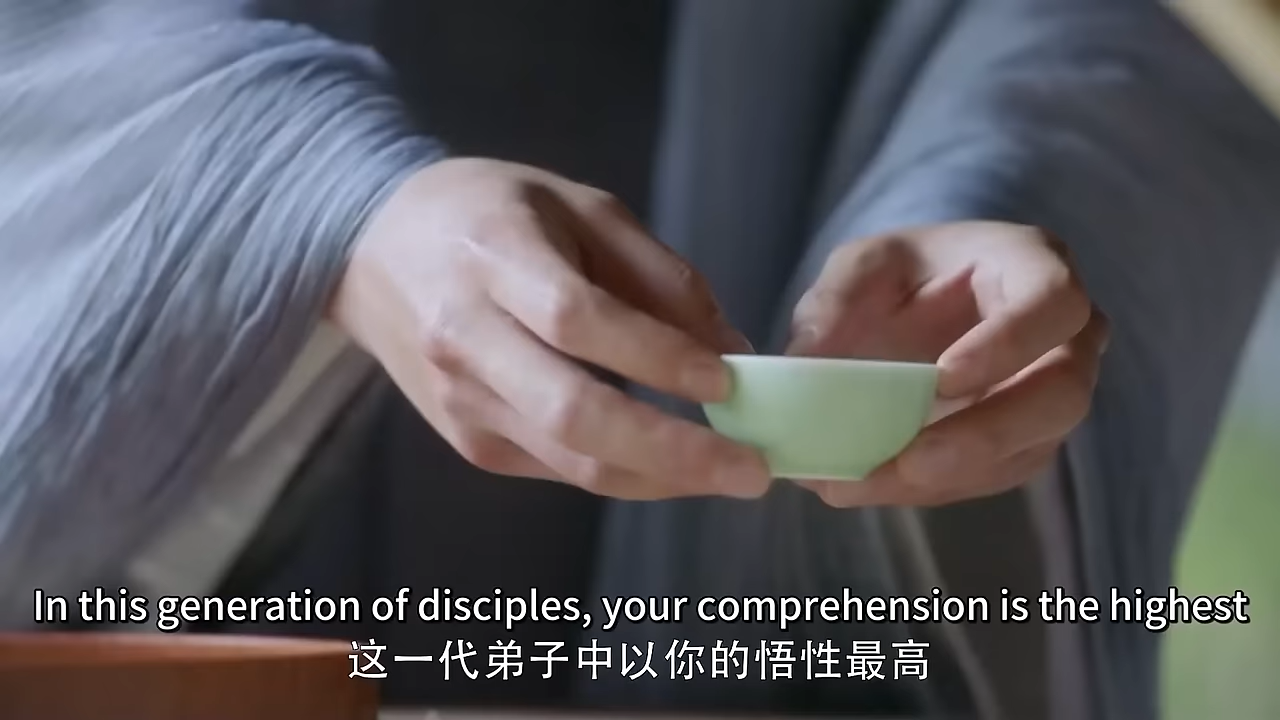 In this generation of disciples, your comprehension is the highest
这一代弟子中以你的悟性最高